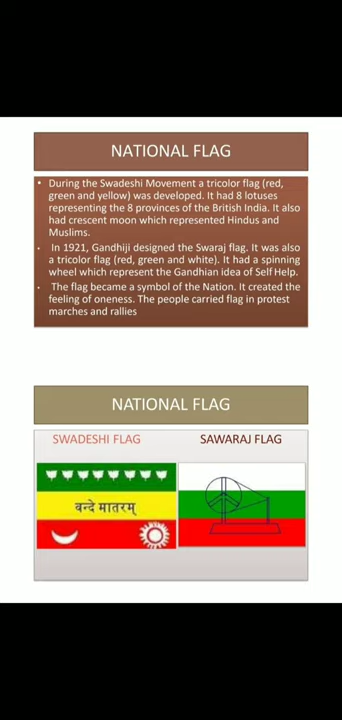 NATIONAL FLAG
• During the Swadeshi Movement a tricolor flag (red,
green and yellow) was developed. It had 8 lotuses
representing the 8 provinces of the British India. It also
had crescent moon which represented Hindus and
Muslims.
• In 1921, Gandhiji designed the Swaraj flag. It was also
a tricolor flag (red, green and white). It had a spinning
wheel which represent the Gandhian idea of Self Help.
• The flag became a symbol of the Nation. It created the
feeling of oneness. The people carried flag in protest
marches and rallies
NATIONAL FLAG
SWADESHI FLAG
SAWARAJ FLAG
वन्दे मातरम्